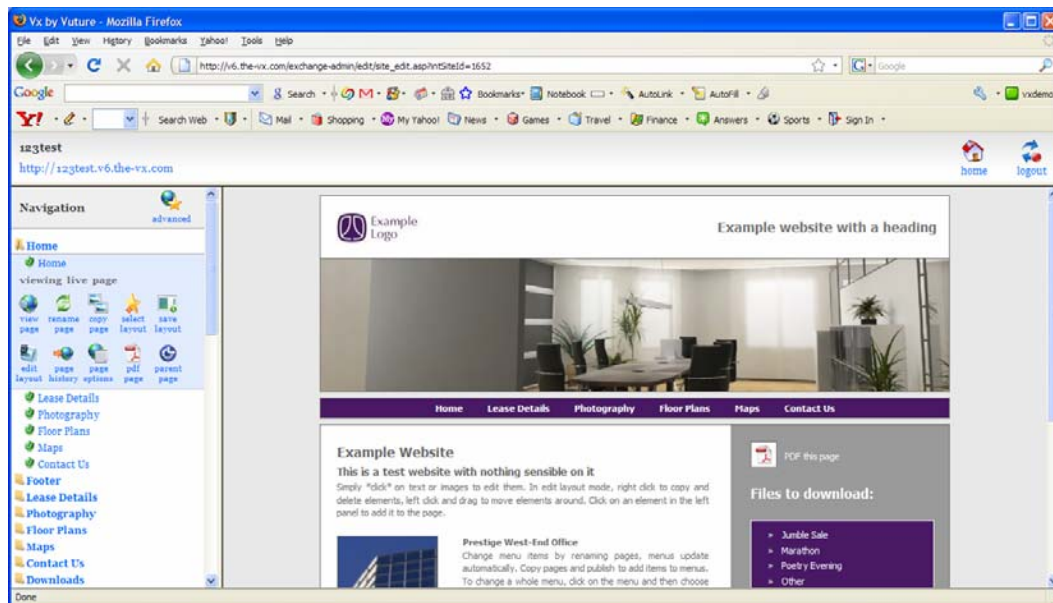 Vx by Vuture - Mozilla Firefox
File Edit View History Bookmarks Yahoo! Tools Help
http://v6.the-vx.com/exchange-admin/edit/site_edit.asp?intSiteId=1652
Google
Google Search Bookmarks Notebook AutoLink AutoFill vxdemo
Y! Search Web Mail Shopping My Yahoo! News Games Travel Finance Answers Sports Sign In
123test
http://123test.v6.the-vx.com
home logout
Navigation
advanced
Home
Home
viewing live page
view page rename page copy page select layout save layout
edit layout page history page options pdf page parent page
Lease Details
Photography
Floor Plans
Maps
Contact Us
Footer
Lease Details
Photography
Floor Plans
Maps
Contact Us
Downloads
Example
Logo
Example website with a heading
Home Lease Details Photography Floor Plans Maps Contact Us
Example Website
This is a test website with nothing sensible on it
Simply *click* on text or images to edit them. In edit layout mode, right click to copy and
delete elements, left click and drag to move elements around. Click on an element in the left
panel to add it to the page.
Prestige West-End Office
Change menu items by renaming pages, menus update
automatically. Copy pages and publish to add items to menus.
To change a whole menu, click on the menu and then choose
PDF this page
Files to download:
» Jumble Sale
» Marathon
» Poetry Evening
» Other
Done